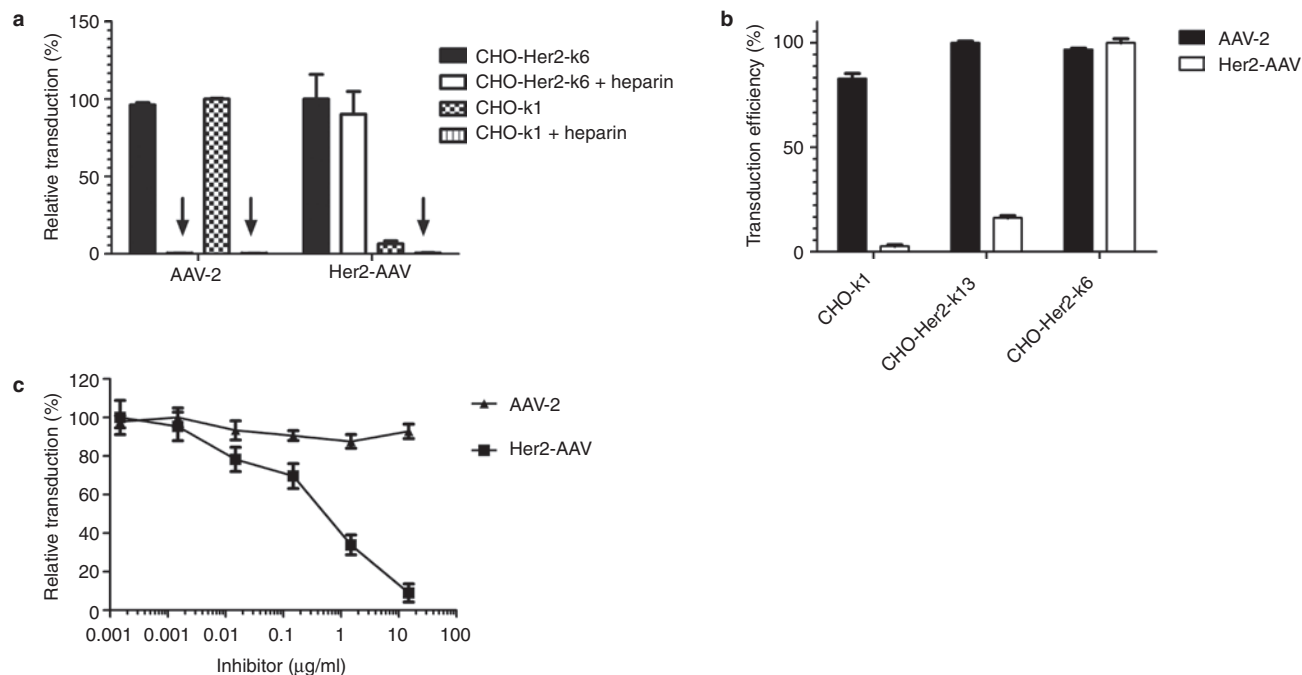 a
150
100
50
0
Relative transduction (%)
CHO-Her2-k6
CHO-Her2-k6 + heparin
CHO-k1
CHO-k1 + heparin
AAV-2
Her2-AAV
b
100
50
0
Transduction efficiency (%)
AAV-2
Her2-AAV
CHO-k1
CHO-Her2-k13
CHO-Her2-k6
c
120
100
80
60
40
20
0
Relative transduction (%)
AAV-2
Her2-AAV
0.001 0.001 0.01 0.1 1 10 100
Inhibitor (μg/ml)